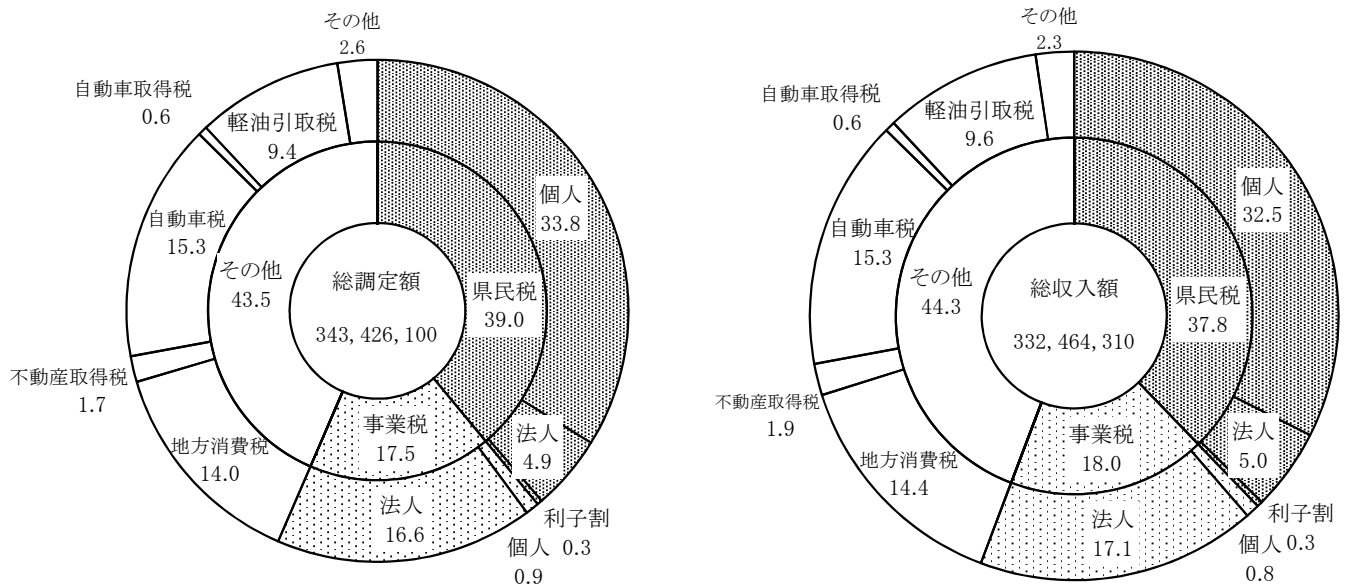 その他
2.6
自動車取得税
0.6
軽油引取税
9.4
自動車税
15.3
その他
43.5
総調定額
343,426,100
県民税
39.0
個人
33.8
不動産取得税
1.7
地方消費税
14.0
事業税
17.5
法人
4.9
法人
16.6
利子割
0.3
個人
0.9
その他
2.3
自動車取得税
0.6
軽油引取税
9.6
自動車税
15.3
その他
44.3
総収入額
332,464,310
県民税
37.8
個人
32.5
不動産取得税
1.9
地方消費税
14.4
事業税
18.0
法人
5.0
法人
17.1
利子割
0.3
個人
0.8